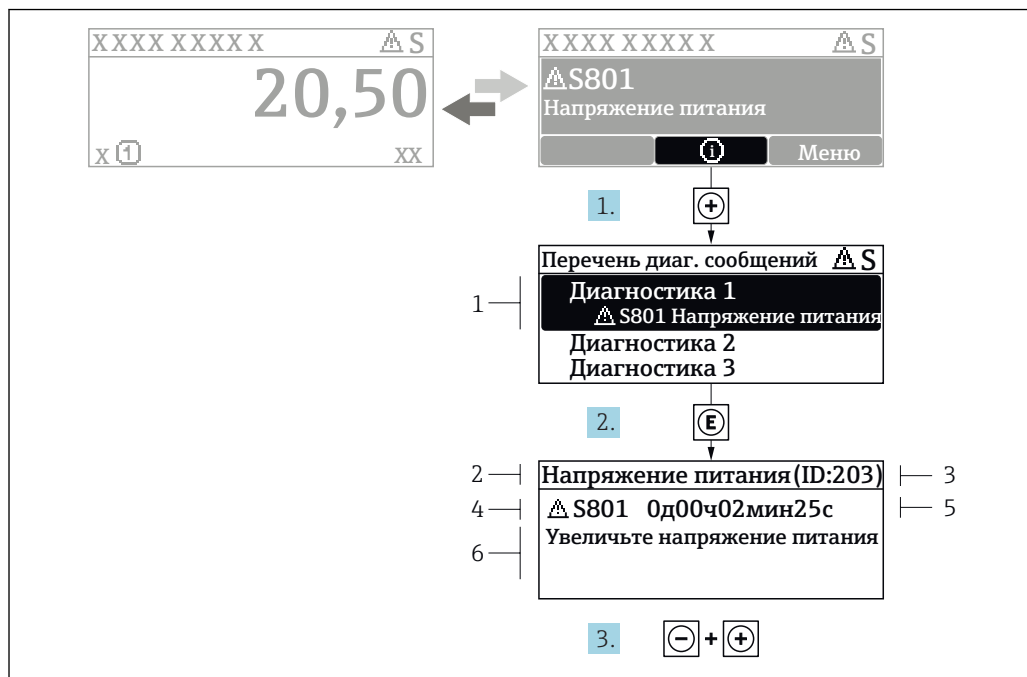 XXXX XXXXX ⚠ S
20,50
x ① XX
XXXX XXXXX ⚠ S
⚠ S801
Напряжение питания
ⓘ Меню
1. +
Перечень диаг. сообщений ⚠ S
1
Диагностика 1
⚠ S801 Напряжение питания
Диагностика 2
Диагностика 3
2. E
2 Напряжение питания (ID:203) 3
4 ⚠ S801 0д00ч02мин25с 5
6 Увеличьте напряжение питания
3. - + +